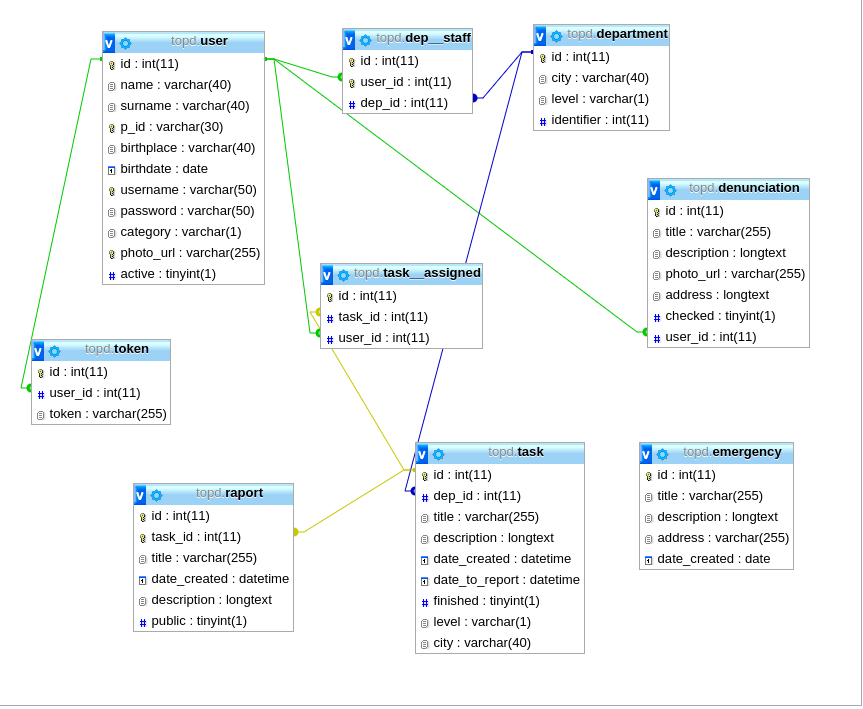 topd.user
id : int(11)
name : varchar(40)
surname : varchar(40)
p_id : varchar(30)
birthplace : varchar(40)
birthdate : date
username : varchar(50)
password : varchar(50)
category : varchar(1)
photo_url : varchar(255)
active : tinyint(1)
topd.dep__staff
id : int(11)
user_id : int(11)
dep_id : int(11)
topd.department
id : int(11)
city : varchar(40)
level : varchar(1)
identifier : int(11)
topd.denunciation
id : int(11)
title : varchar(255)
description : longtext
photo_url : varchar(255)
address : longtext
checked : tinyint(1)
user_id : int(11)
topd.task__assigned
id : int(11)
task_id : int(11)
user_id : int(11)
topd.token
id : int(11)
user_id : int(11)
token : varchar(255)
topd.raport
id : int(11)
task_id : int(11)
title : varchar(255)
date_created : datetime
description : longtext
public : tinyint(1)
topd.task
id : int(11)
dep_id : int(11)
title : varchar(255)
description : longtext
date_created : datetime
date_to_report : datetime
finished : tinyint(1)
level : varchar(1)
city : varchar(40)
topd.emergency
id : int(11)
title : varchar(255)
description : longtext
address : varchar(255)
date_created : date